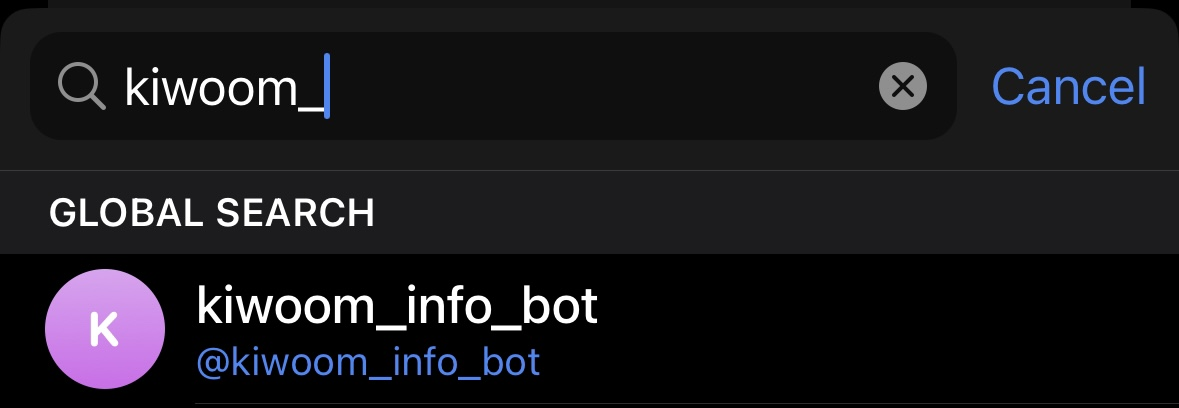 kiwoom_
Cancel
GLOBAL SEARCH
K
kiwoom_info_bot
@kiwoom_info_bot